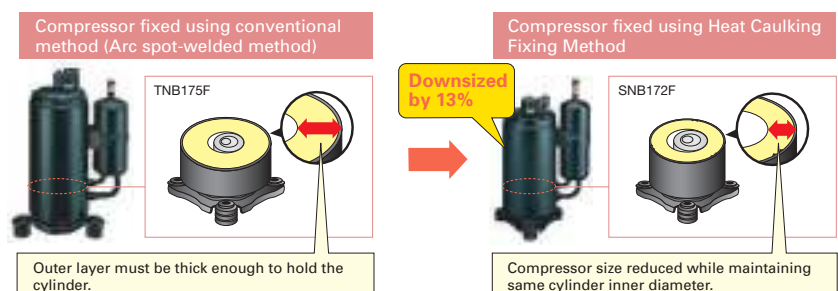 Compressor fixed using conventional
method (Arc spot-welded method)
TNB175F
Outer layer must be thick enough to hold the
cylinder.
Downsized
by 13%
Compressor fixed using Heat Caulking
Fixing Method
SNB172F
Compressor size reduced while maintaining
same cylinder inner diameter.